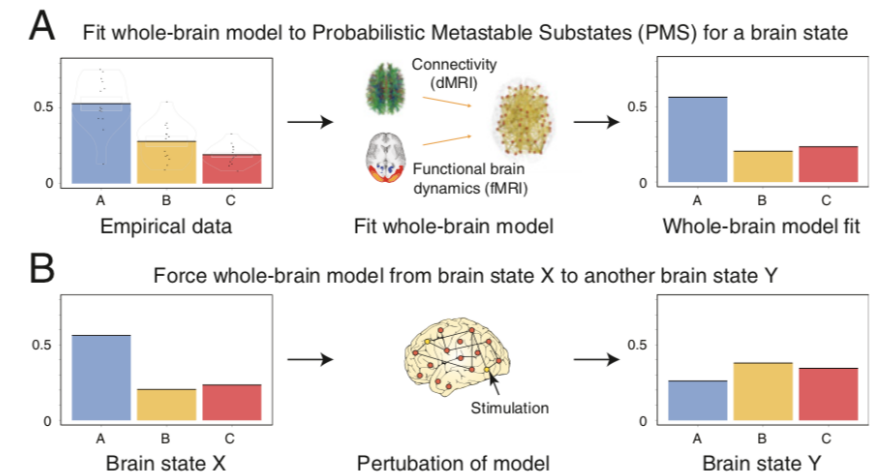 A
Fit whole-brain model to Probabilistic Metastable Substates (PMS) for a brain state
0.5
0
A B C
Empirical data
Connectivity
(dMRI)
Functional brain
dynamics (fMRI)
Fit whole-brain model
0.5
0
A B C
Whole-brain model fit
B
Force whole-brain model from brain state X to another brain state Y
0.5
0
A B C
Brain state X
Stimulation
Pertubation of model
0.5
0
A B C
Brain state Y